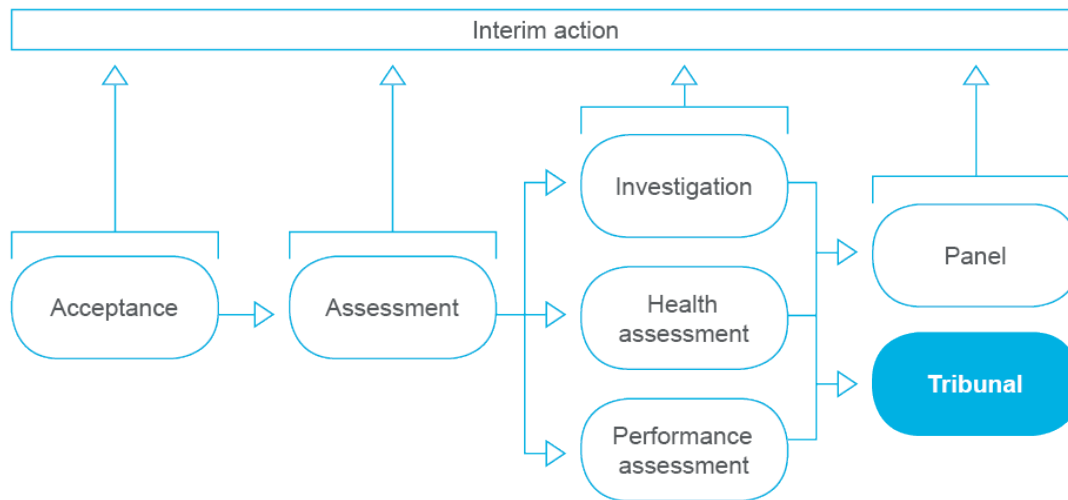 Interim action
Acceptance
Assessment
Investigation
Health
assessment
Performance
assessment
Panel
Tribunal